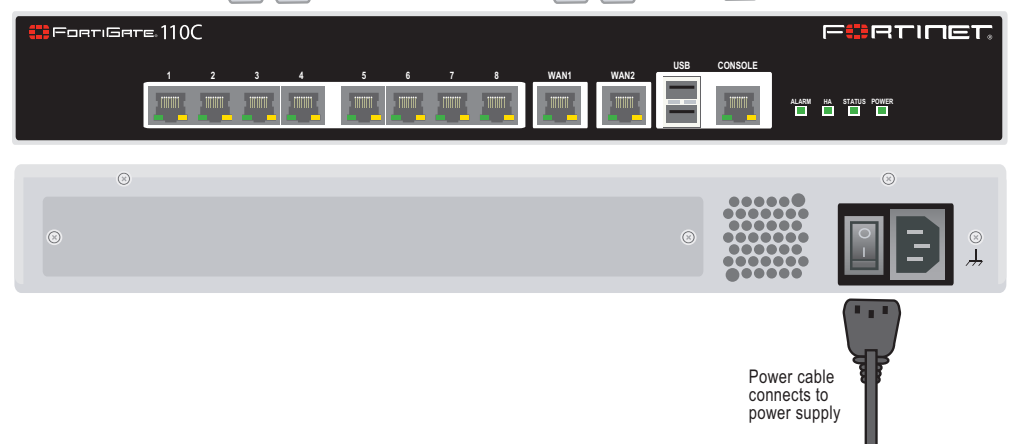 FORTIGATE. 110C
FORTINET®
1 2 3 4 5 6 7 8 WAN1 WAN2 USB CONSOLE
ALARM HA STATUS POWER
Power cable
connects to
power supply